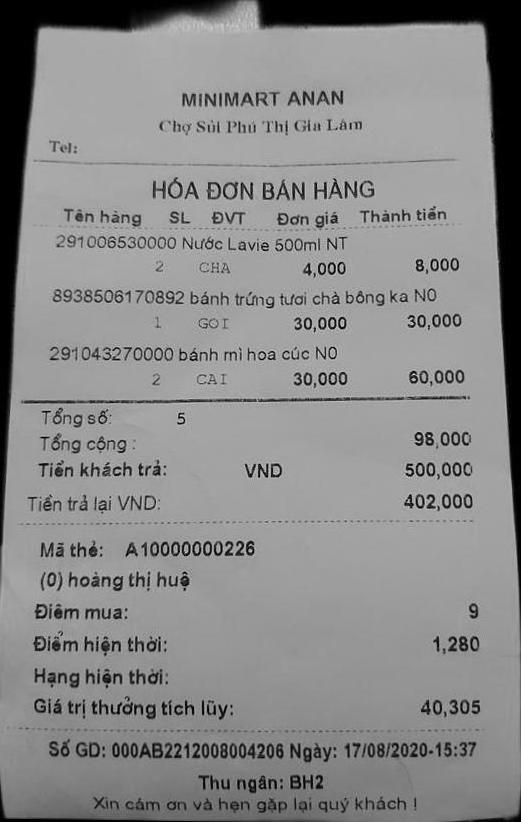 MINIMART ANAN
Chợ Sủi Phú Thị Gia Lâm
Tel:
HÓA ĐƠN BÁN HÀNG
Tên hàng SL ĐVT Đơn giá Thành tiền
291006530000 Nước Lavie 500ml NT
2 CHA 4,000 8,000
8938506170892 bánh trứng tươi chà bông ka N0
1 GOI 30,000 30,000
291043270000 bánh mì hoa cúc N0
2 CAI 30,000 60,000
Tổng số: 5
Tổng cộng : 98,000
Tiền khách trả: VND 500,000
Tiền trả lại VND: 402,000
Mã thẻ: A10000000226
(0) hoàng thị huệ
Điểm mua: 9
Điểm hiện thời: 1,280
Hạng hiện thời:
Giá trị thưởng tích lũy: 40,305
Số GD: 000AB2212008004206 Ngày: 17/08/2020-15:37
Thu ngân: BH2
Xin cám ơn và hẹn gặp lại quý khách !